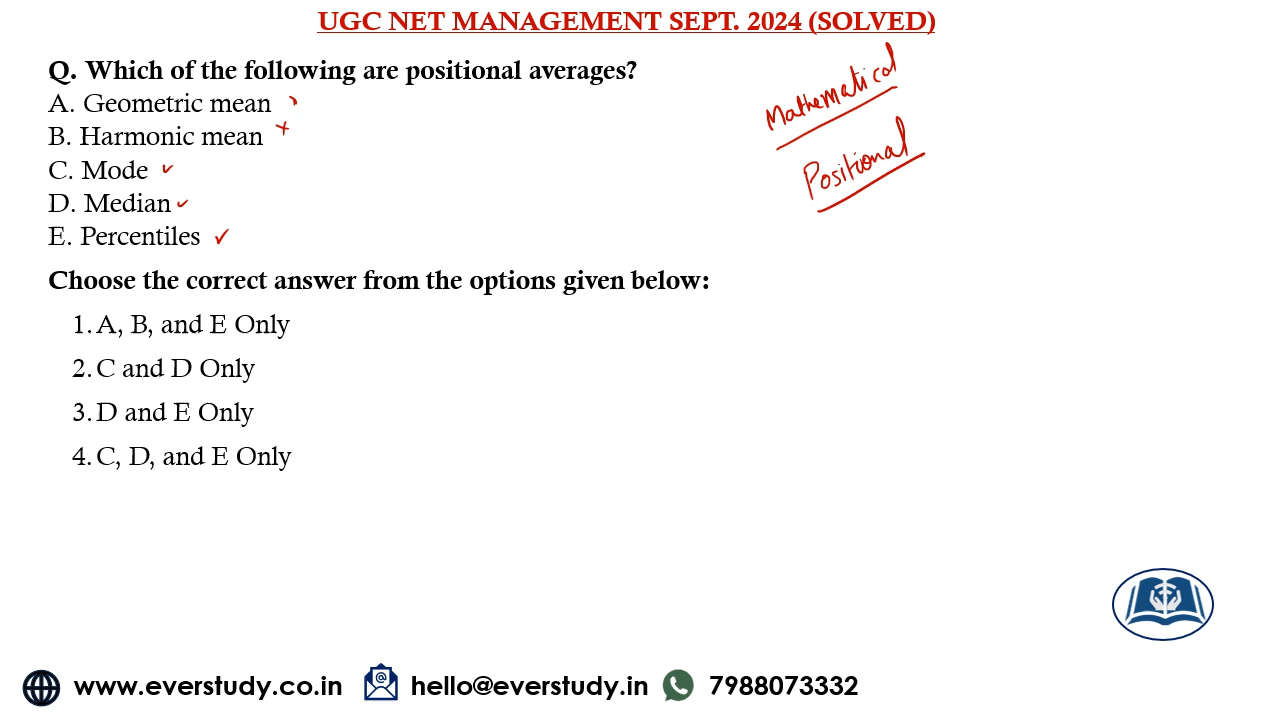 UGC NET MANAGEMENT SEPT. 2024 (SOLVED)
Q. Which of the following are positional averages?
A. Geometric mean
B. Harmonic mean
C. Mode
D. Median
E. Percentiles
Mathematical
Positional
Choose the correct answer from the options given below:
1. A, B, and E Only
2. C and D Only
3. D and E Only
4. C, D, and E Only
www.everstudy.co.in hello@everstudy.in 7988073332